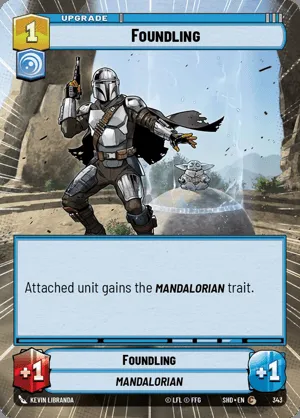 UPGRADE
1
FOUNDLING
Attached unit gains the MANDALORIAN trait.
+1
FOUNDLING
+1
MANDALORIAN
KEVIN LIBRANDA
© LFL © FFG
SHD • EN
C
343